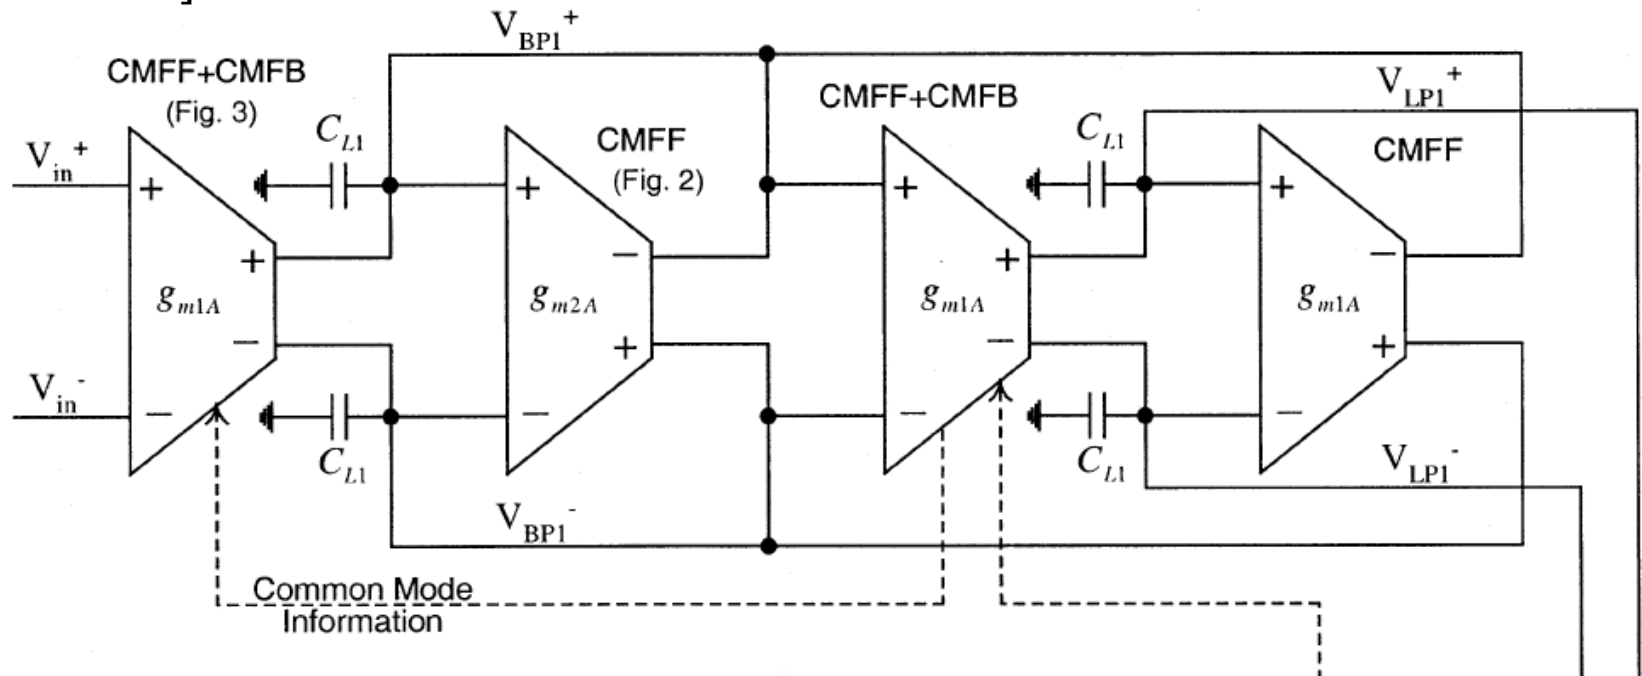 ]
V_BP1^+
CMFF+CMFB
(Fig. 3)
CMFF+CMFB
V_LP1^+
C_L1
CMFF
(Fig. 2)
C_L1
CMFF
V_in^+
+
+
+
+
+
−
+
−
g_m1A
g_m2A
g_m1A
g_m1A
−
+
−
+
V_in^-
−
−
−
−
C_L1
C_L1
V_LP1^-
V_BP1^-
Common Mode
Information